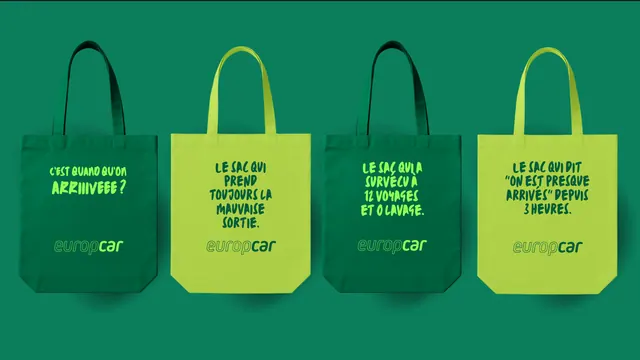 C'EST QUAND QU'ON
ARRIIIVEEE ?
europcar
LE SAC QUI
PREND
TOUJOURS LA
MAUVAISE
SORTIE.
europcar
LE SAC QUI A
SURVÉCU À
12 VOYAGES
ET 0 LAVAGE.
europcar
LE SAC QUI DIT
"ON EST PRESQUE
ARRIVÉS" DEPUIS
3 HEURES.
europcar